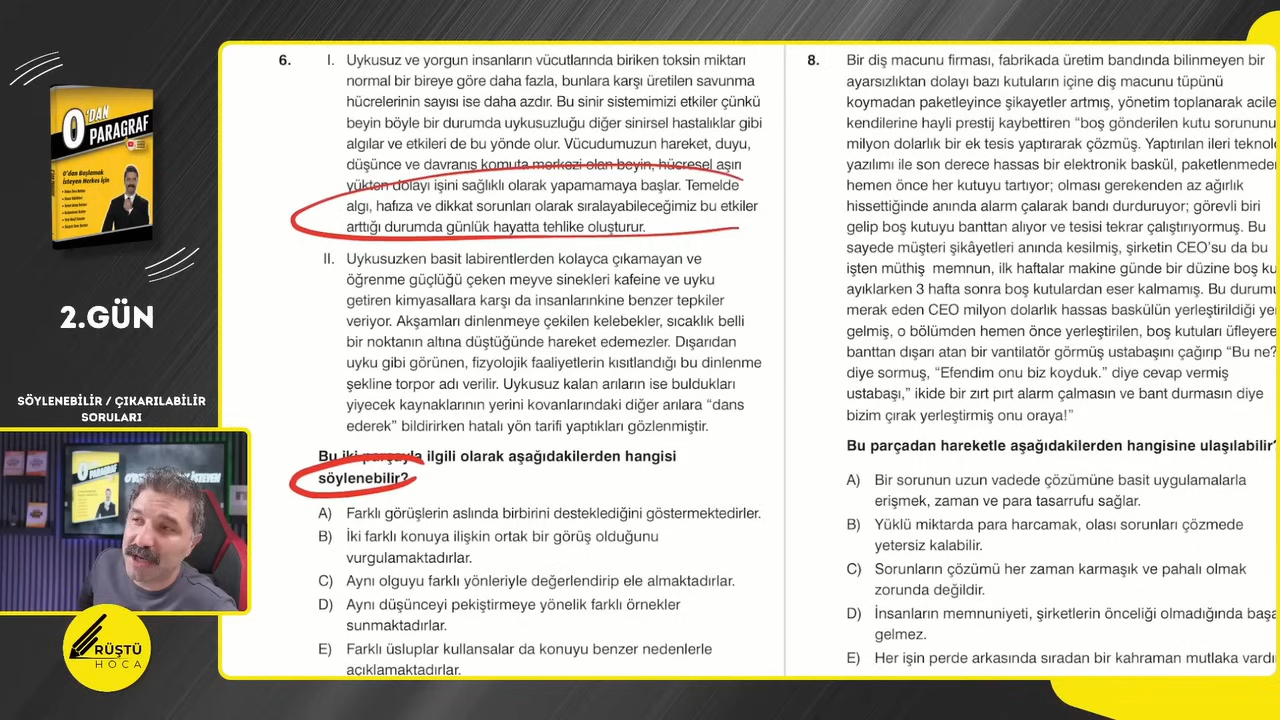 0'DAN
PARAGRAF
0'dan Başlamak
İsteyen Herkes İçin
2.GÜN
SÖYLENEBİLİR / ÇIKARILABİLİR
SORULARI
RÜŞTÜ
HOCA
6. I. Uykusuz ve yorgun insanların vücutlarında biriken toksin miktarı
normal bir bireye göre daha fazla, bunlara karşı üretilen savunma
hücrelerinin sayısı ise daha azdır. Bu sinir sistemimizi etkiler çünkü
beyin böyle bir durumda uykusuzluğu diğer sinirsel hastalıklar gibi
algılar ve etkileri de bu yönde olur. Vücudumuzun hareket, duyu,
düşünce ve davranış komuta merkezi olan beyin, hücresel aşırı
yükten dolayı işini sağlıklı olarak yapamamaya başlar. Temelde
algı, hafıza ve dikkat sorunları olarak sıralayabileceğimiz bu etkiler
arttığı durumda günlük hayatta tehlike oluşturur.
II. Uykusuzken basit labirentlerden kolayca çıkamayan ve
öğrenme güçlüğü çeken meyve sinekleri kafeine ve uyku
getiren kimyasallara karşı da insanlarınkine benzer tepkiler
veriyor. Akşamları dinlenmeye çekilen kelebekler, sıcaklık belli
bir noktanın altına düştüğünde hareket edemezler. Dışarıdan
uyku gibi görünen, fizyolojik faaliyetlerin kısıtlandığı bu dinlenme
şekline torpor adı verilir. Uykusuz kalan arıların ise buldukları
yiyecek kaynaklarının yerini kovanlarındaki diğer arılara “dans
ederek” bildirirken hatalı yön tarifi yaptıkları gözlenmiştir.
Bu iki parçayla ilgili olarak aşağıdakilerden hangisi
söylenebilir?
A) Farklı görüşlerin aslında birbirini desteklediğini göstermektedirler.
B) İki farklı konuya ilişkin ortak bir görüş olduğunu
vurgulamaktadırlar.
C) Aynı olguyu farklı yönleriyle değerlendirip ele almaktadırlar.
D) Aynı düşünceyi pekiştirmeye yönelik farklı örnekler
sunmaktadırlar.
E) Farklı üsluplar kullansalar da konuyu benzer nedenlerle
açıklamaktadırlar.
8. Bir diş macunu firması, fabrikada üretim bandında bilinmeyen bir
ayarsızlıktan dolayı bazı kutuların içine diş macunu tüpünü
koymadan paketleyince şikayetler artmış, yönetim toplanarak acile
kendilerine hayli prestij kaybettiren “boş gönderilen kutu sorununu
milyon dolarlık bir ek tesis yaptırarak çözmüş. Yaptırılan ileri teknol
yazılımı ile son derece hassas bir elektronik baskül, paketlenmeden
hemen önce her kutuyu tartıyor; olması gerekenden az ağırlık
hissettiğinde anında alarm çalarak bandı durduruyor; görevli biri
gelip boş kutuyu banttan alıyor ve tesisi tekrar çalıştırıyormuş. Bu
sayede müşteri şikâyetleri anında kesilmiş, şirketin CEO’su da bu
işten müthiş memnun, ilk haftalar makine günde bir düzine boş ku
ayıklarken 3 hafta sonra boş kutulardan eser kalmamış. Bu durumu
merak eden CEO milyon dolarlık hassas baskülün yerleştirildiği ye
gelmiş, o bölümden hemen önce yerleştirilen, boş kutuları üfleyere
banttan dışarı atan bir vantilatör görmüş ustabaşını çağırıp “Bu ne?
diye sormuş, “Efendim onu biz koyduk.” diye cevap vermiş
ustabaşı,” ikide bir zırt pırt alarm çalmasın ve bant durmasın diye
bizim çırak yerleştirmiş onu oraya!”
Bu parçadan hareketle aşağıdakilerden hangisine ulaşılabilir?
A) Bir sorunun uzun vadede çözümüne basit uygulamalarla
erişmek, zaman ve para tasarrufu sağlar.
B) Yüklü miktarda para harcamak, olası sorunları çözmede
yetersiz kalabilir.
C) Sorunların çözümü her zaman karmaşık ve pahalı olmak
zorunda değildir.
D) İnsanların memnuniyeti, şirketlerin önceliği olmadığında başa
gelmez.
E) Her işin perde arkasında sıradan bir kahraman mutlaka vardı